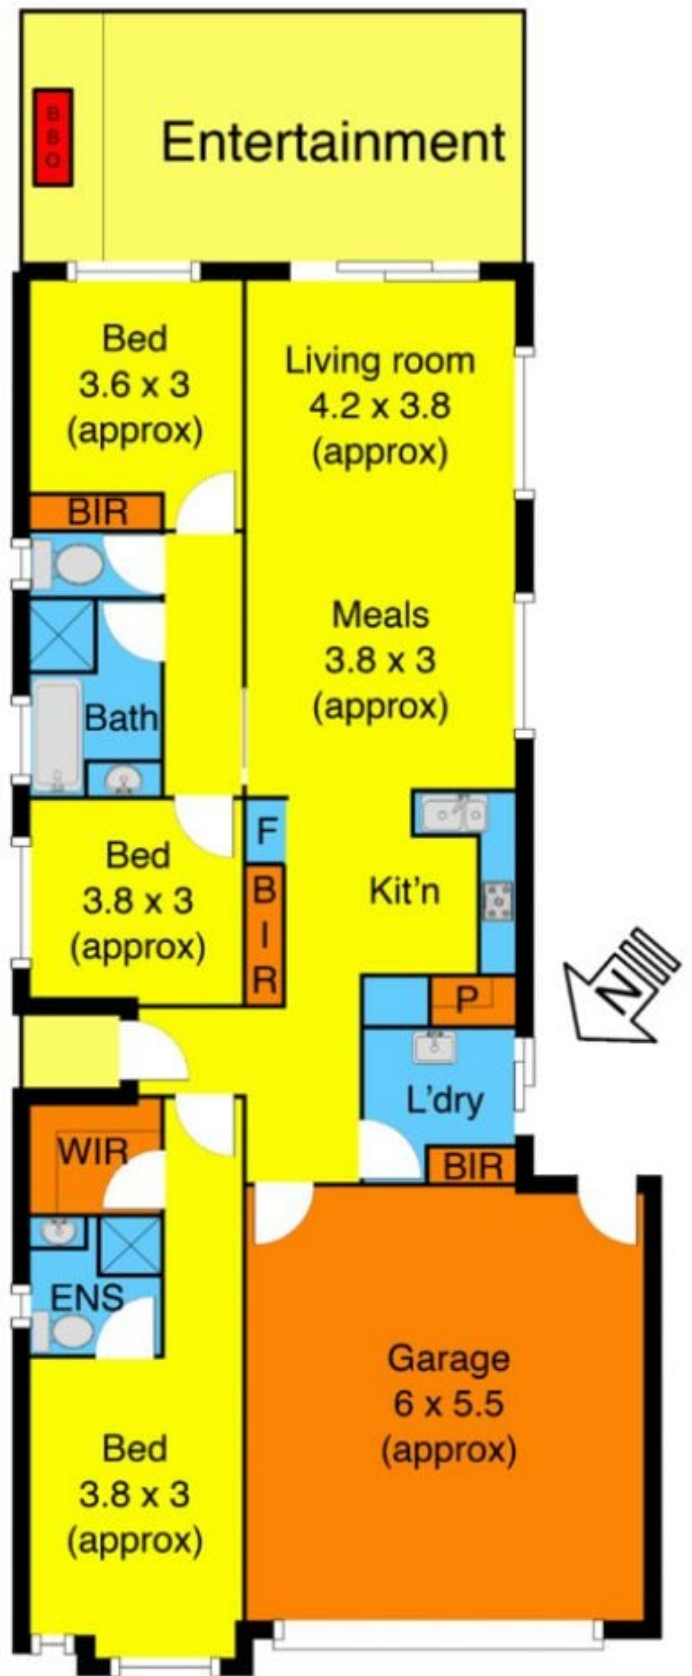 B
B
Q
Entertainment
Bed
3.6 x 3
(approx)
Living room
4.2 x 3.8
(approx)
BIR
Meals
3.8 x 3
(approx)
Bath
F
Bed
3.8 x 3
(approx)
B
I
R
Kit'n
N
P
L'dry
WIR
BIR
ENS
Garage
6 x 5.5
(approx)
Bed
3.8 x 3
(approx)